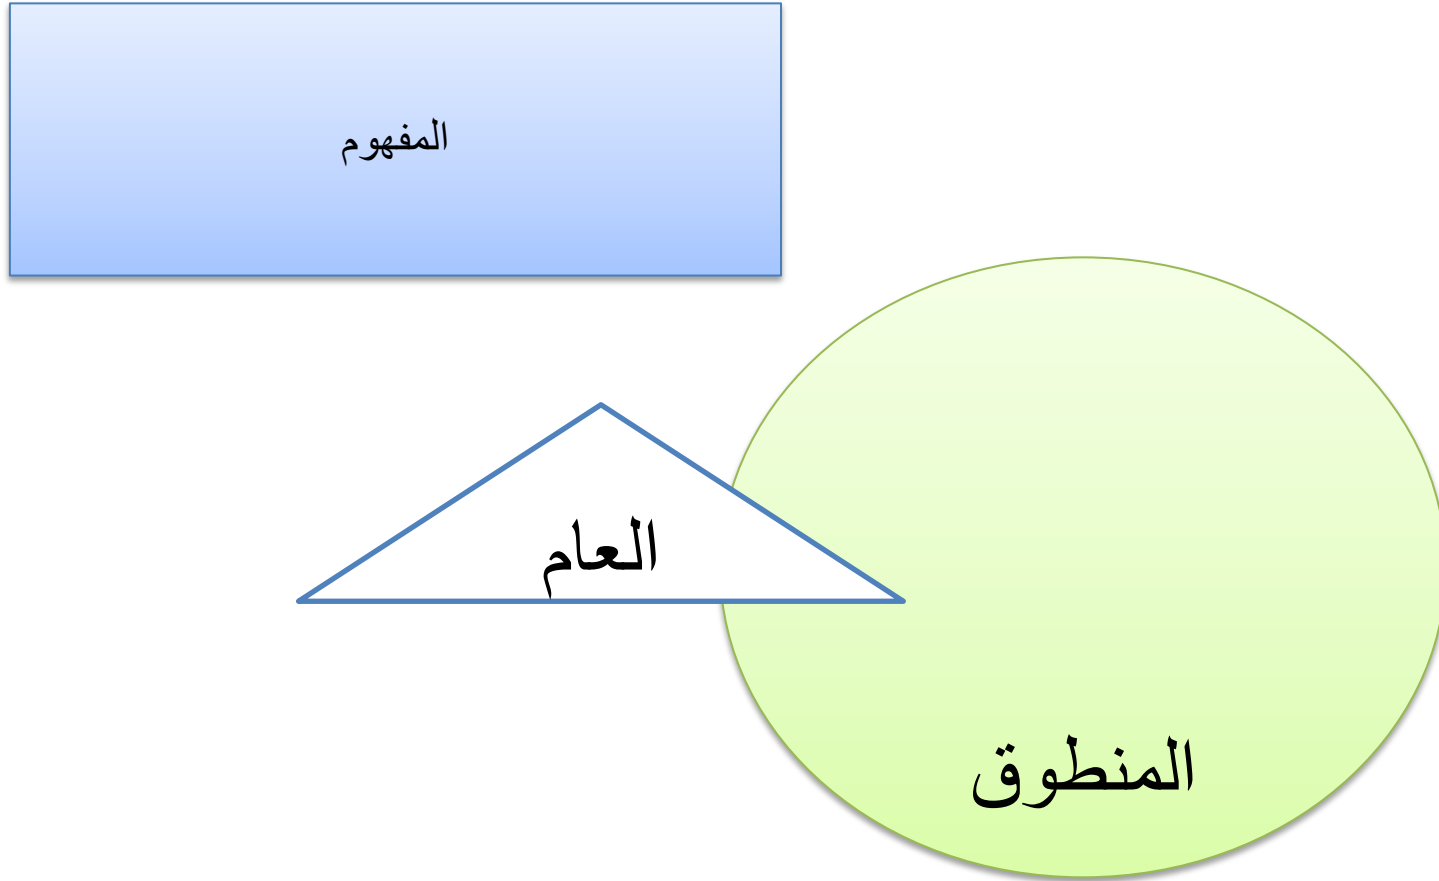 المفهوم
العام
المنطوق